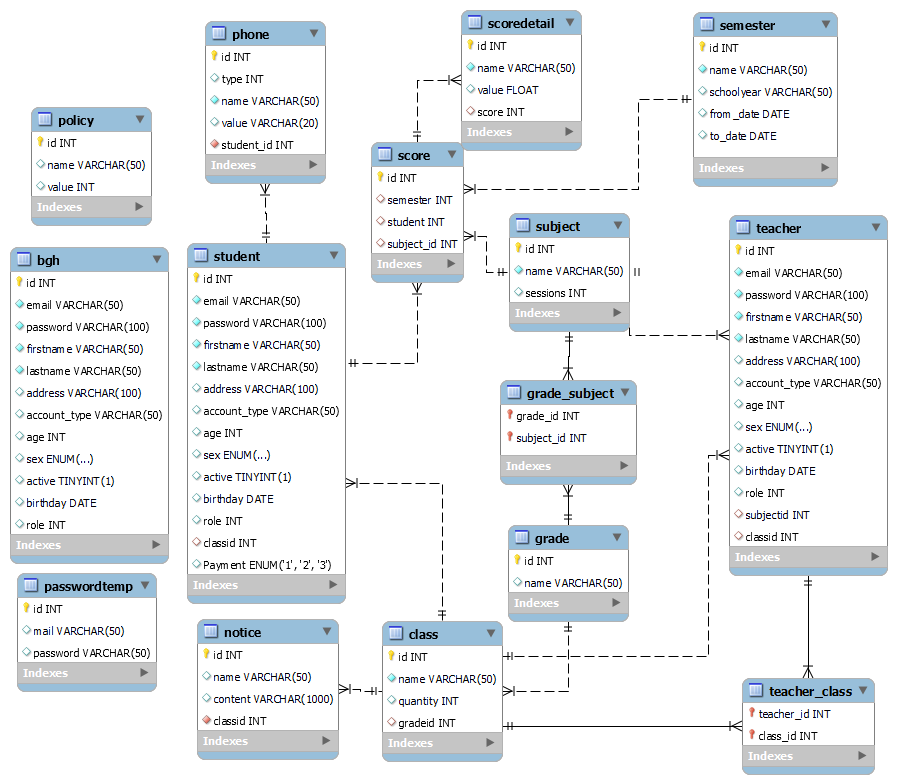 policy
id INT
name VARCHAR(50)
value INT
Indexes
phone
id INT
type INT
name VARCHAR(50)
value VARCHAR(20)
student_id INT
Indexes
scoredetail
id INT
name VARCHAR(50)
value FLOAT
score INT
Indexes
semester
id INT
name VARCHAR(50)
schoolyear VARCHAR(50)
from _date DATE
to_date DATE
Indexes
score
id INT
semester INT
student INT
subject_id INT
Indexes
bgh
id INT
email VARCHAR(50)
password VARCHAR(100)
firstname VARCHAR(50)
lastname VARCHAR(50)
address VARCHAR(100)
account_type VARCHAR(50)
age INT
sex ENUM(...)
active TINYINT(1)
birthday DATE
role INT
Indexes
student
id INT
email VARCHAR(50)
password VARCHAR(100)
firstname VARCHAR(50)
lastname VARCHAR(50)
address VARCHAR(100)
account_type VARCHAR(50)
age INT
sex ENUM(...)
active TINYINT(1)
birthday DATE
role INT
classid INT
Payment ENUM('1', '2', '3')
Indexes
subject
id INT
name VARCHAR(50)
sessions INT
Indexes
teacher
id INT
email VARCHAR(50)
password VARCHAR(100)
firstname VARCHAR(50)
lastname VARCHAR(50)
address VARCHAR(100)
account_type VARCHAR(50)
age INT
sex ENUM(...)
active TINYINT(1)
birthday DATE
role INT
subjectid INT
classid INT
Indexes
grade_subject
grade_id INT
subject_id INT
Indexes
grade
id INT
name VARCHAR(50)
Indexes
passwordtemp
id INT
mail VARCHAR(50)
password VARCHAR(50)
Indexes
notice
id INT
name VARCHAR(50)
content VARCHAR(1000)
classid INT
Indexes
class
id INT
name VARCHAR(50)
quantity INT
gradeid INT
Indexes
teacher_class
teacher_id INT
class_id INT
Indexes